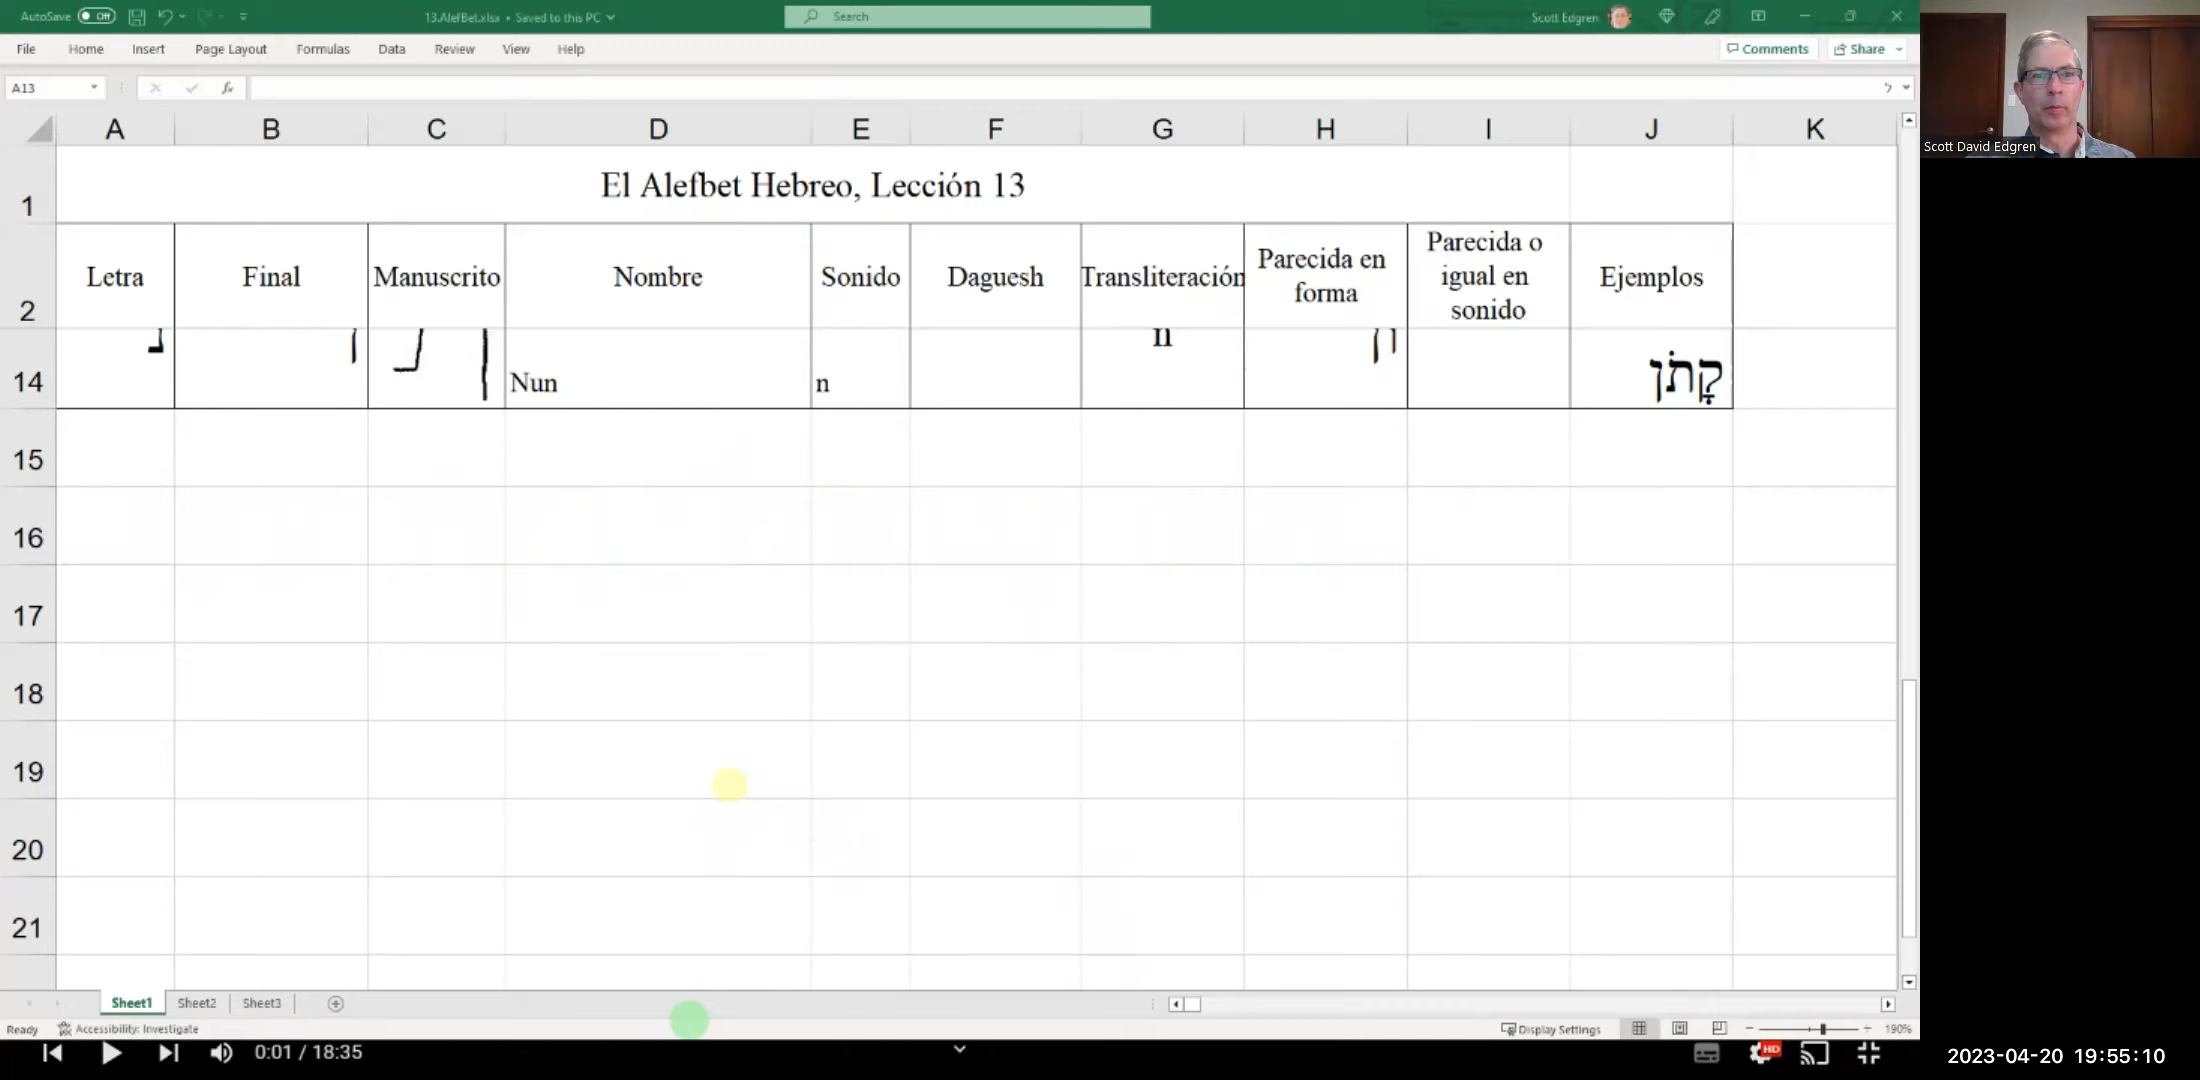 AutoSave Off 13.AlefBet.xlsx • Saved to this PC Search Scott Edgren
File Home Insert Page Layout Formulas Data Review View Help Comments Share
A13 fx ל
A B C D E F G H I J K
1 El Alefbet Hebreo, Lección 13
2 Letra Final Manuscrito Nombre Sonido Daguesh Transliteración Parecida en forma Parecida o igual en sonido Ejemplos
14 נ ן Nun n n ון קָתֹן
15
16
17
18
19
20
21
Sheet1 Sheet2 Sheet3
Ready Accessibility: Investigate Display Settings 190%
0:01 / 18:35 HD
Scott David Edgren
2023-04-20 19:55:10